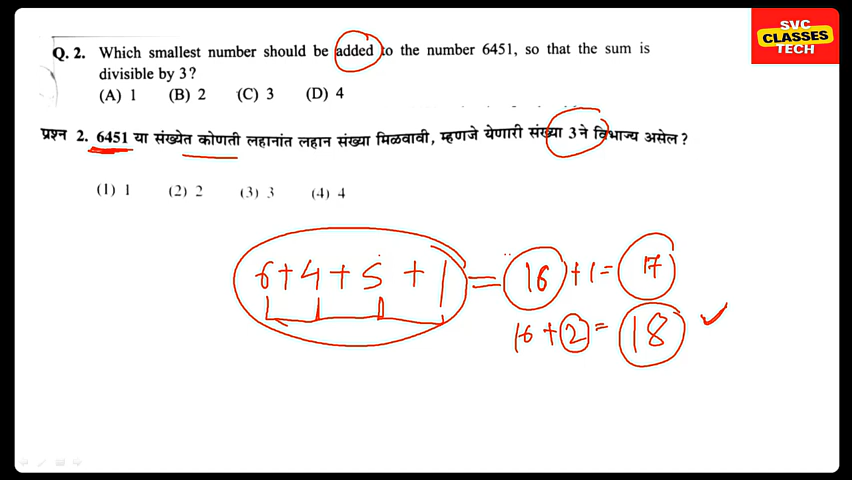 SVC
CLASSES
TECH
Q. 2. Which smallest number should be added to the number 6451, so that the sum is
divisible by 3?
(A) 1 (B) 2 (C) 3 (D) 4
प्रश्न 2. 6451 या संख्येत कोणती लहानांत लहान संख्या मिळवावी, म्हणजे येणारी संख्या 3 ने विभाज्य असेल ?
(1) 1 (2) 2 (3) 3 (4) 4
6+4+5+1 = 16 +1= 17
16 +2= 18